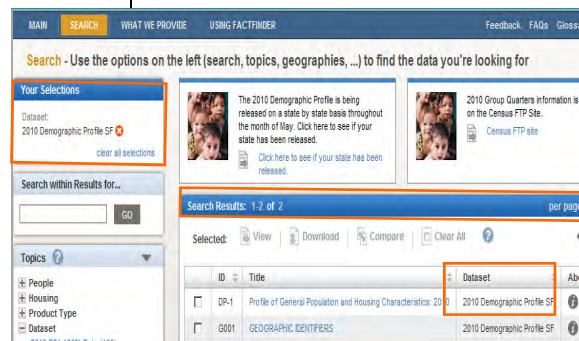 MAIN SEARCH WHAT WE PROVIDE USING FACTFINDER Feedback FAQs Gloss
Search - Use the options on the left (search, topics, geographies, ...) to find the data you're looking for
Your Selections
Dataset:
2010 Demographic Profile SF
clear all selections
The 2010 Demographic Profile is being
released on a state by state basis throughout
the month of May. Click here to see if your
state has been released.
Click here to see if your state has been
released.
2010 Group Quarters information is
on the Census FTP Site.
Census FTP site
Search within Results for...
GO
Search Results: 1-2 of 2 per page
Selected: View Download Compare Clear All
Topics
People
Housing
Product Type
Dataset
ID Title Dataset Ab
DP-1 Profile of General Population and Housing Characteristics: 2010 2010 Demographic Profile SF
G001 GEOGRAPHIC IDENTIFIERS 2010 Demographic Profile SF